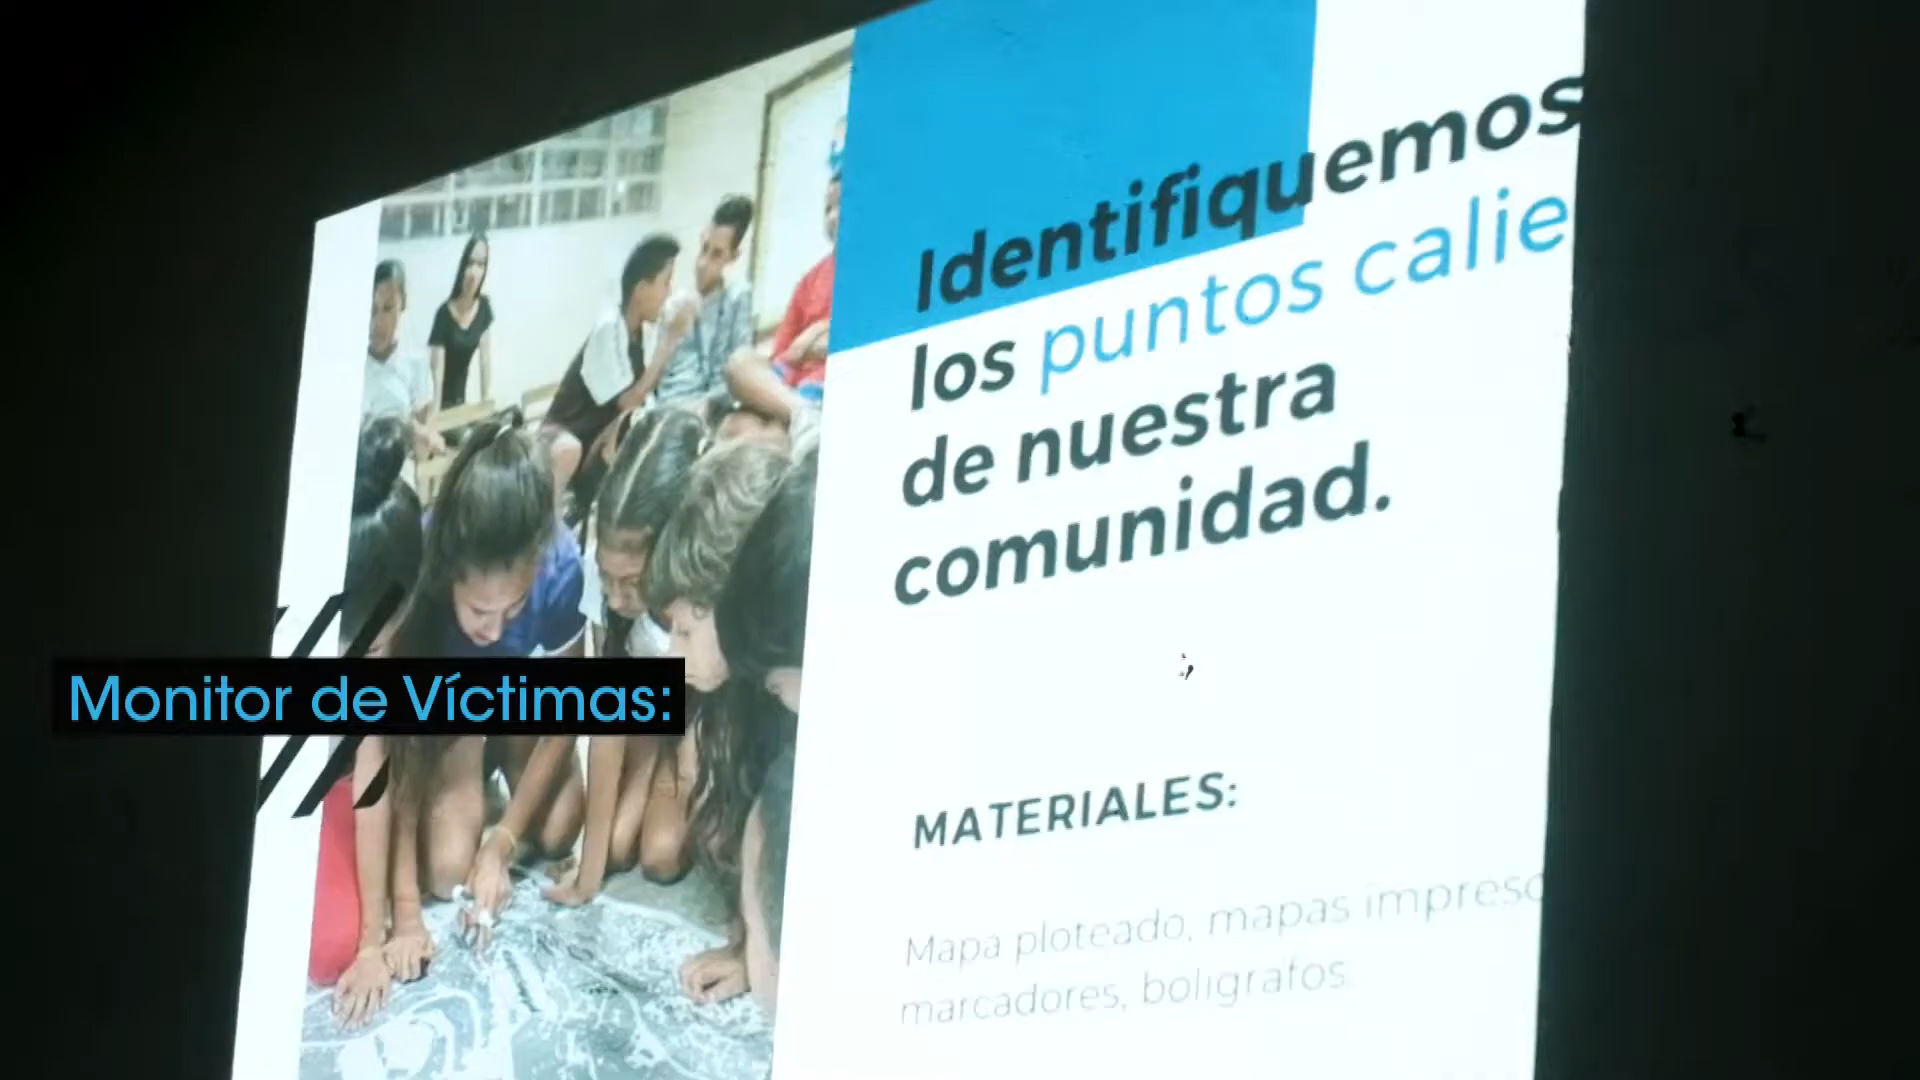 Identifiquemos
los puntos calie
de nuestra
comunidad.
Monitor de Víctimas:
MATERIALES:
Mapa ploteado, mapas impreso
marcadores, bolígrafos